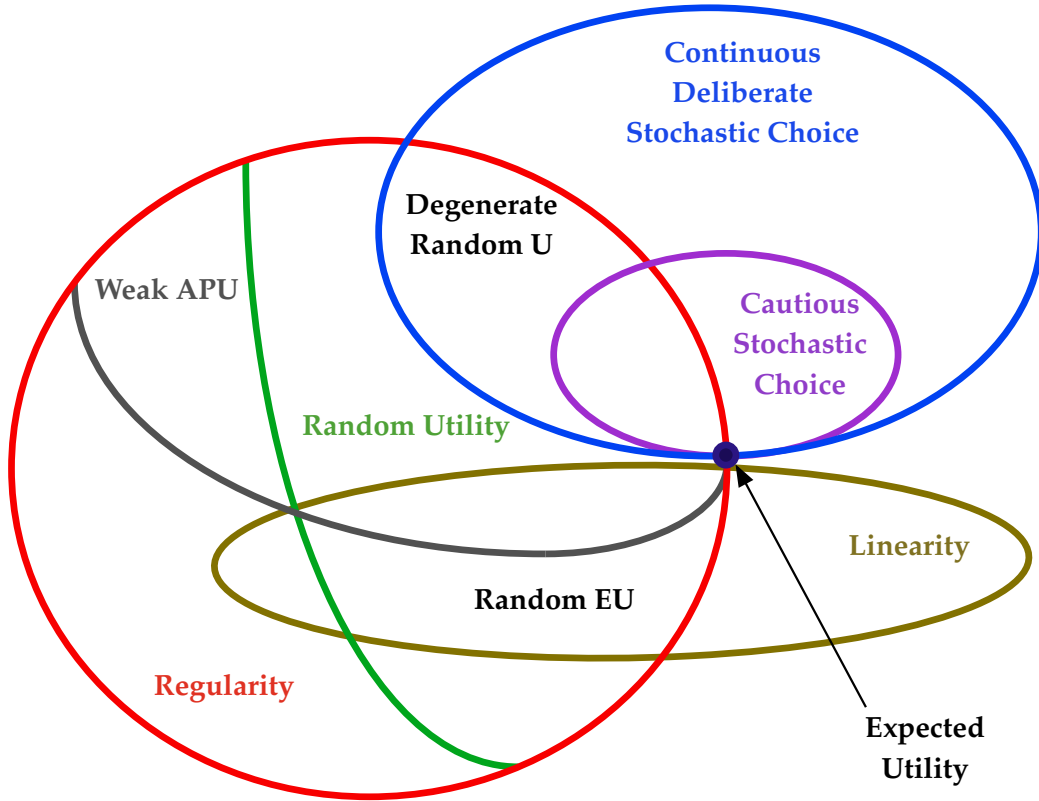 Continuous
Deliberate
Stochastic Choice
Degenerate
Random U
Weak APU
Cautious
Stochastic
Choice
Random Utility
Linearity
Random EU
Regularity
Expected
Utility